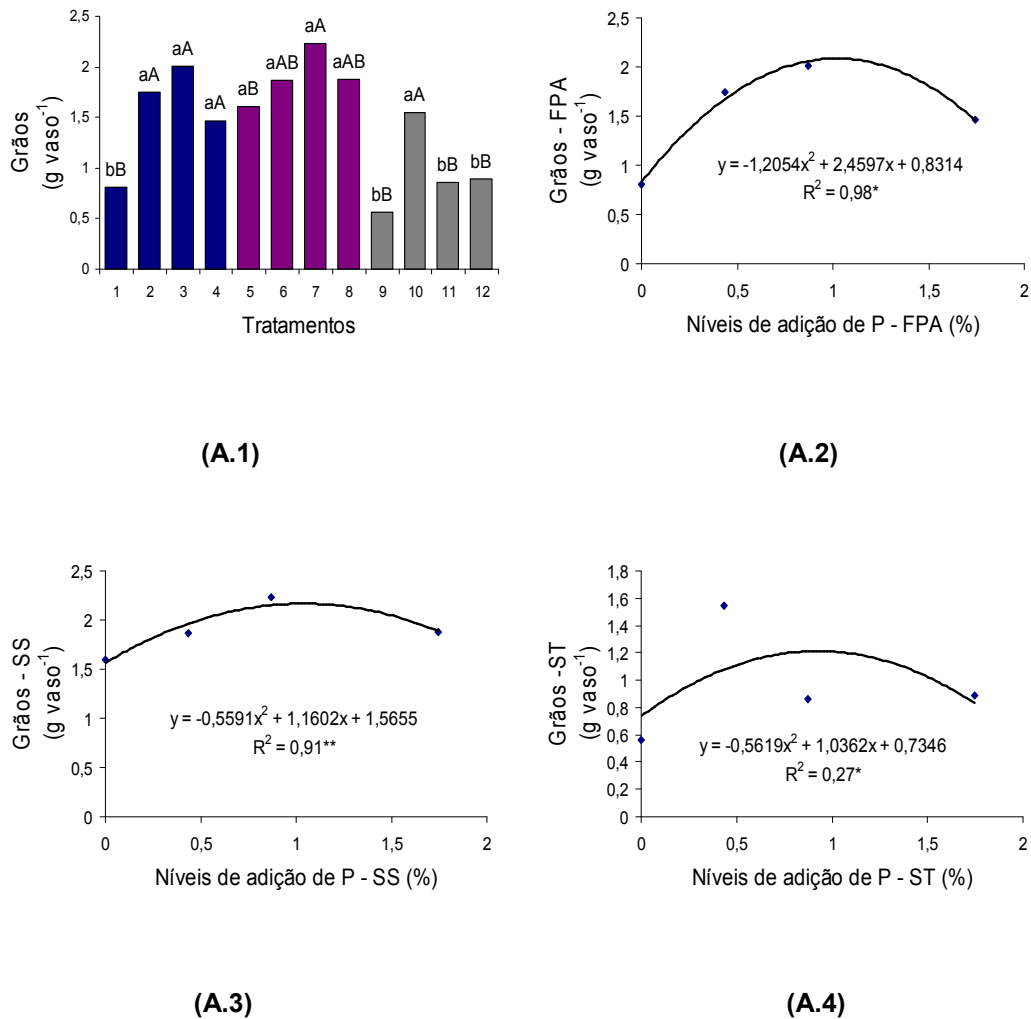 Grãos
(g vaso⁻¹)
2,5
2
1,5
1
0,5
0
bB
aA
aA
aA
aB
aAB
aA
aAB
bB
aA
bB
bB
1 2 3 4 5 6 7 8 9 10 11 12
Tratamentos
(A.1)
Grãos - FPA
(g vaso⁻¹)
2,5
2
1,5
1
0,5
0
y = -1,2054x² + 2,4597x + 0,8314
R² = 0,98*
0 0,5 1 1,5 2
Níveis de adição de P - FPA (%)
(A.2)
Grãos - SS
(g vaso⁻¹)
2,5
2
1,5
1
0,5
0
y = -0,5591x² + 1,1602x + 1,5655
R² = 0,91**
0 0,5 1 1,5 2
Níveis de adição de P - SS (%)
(A.3)
Grãos -ST
(g vaso⁻¹)
1,8
1,6
1,4
1,2
1
0,8
0,6
0,4
0,2
0
y = -0,5619x² + 1,0362x + 0,7346
R² = 0,27*
0 0,5 1 1,5 2
Níveis de adição de P - ST (%)
(A.4)